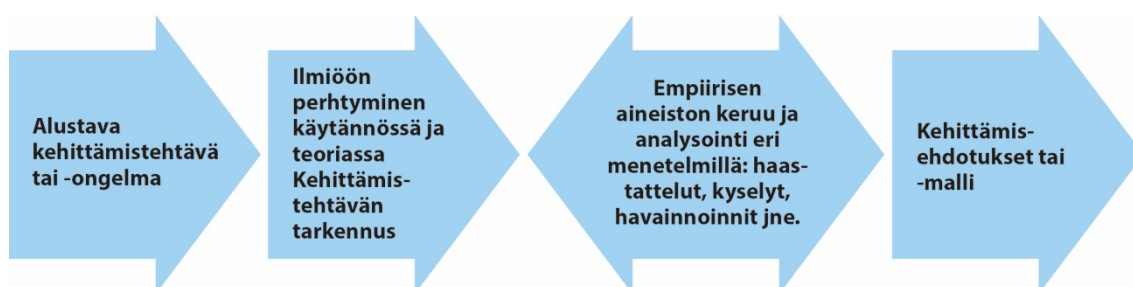 Alustava
kehittämistehtävä
tai -ongelma
Ilmiöön
perhtyminen
käytännössä ja
teoriassa
Kehittämis-
tehtävän
tarkennus
Empiirisen
aineiston keruu ja
analysointi eri
menetelmillä: haas-
tattelut, kyselyt,
havainnoinnit jne.
Kehittämis-
ehdotukset tai
-malli